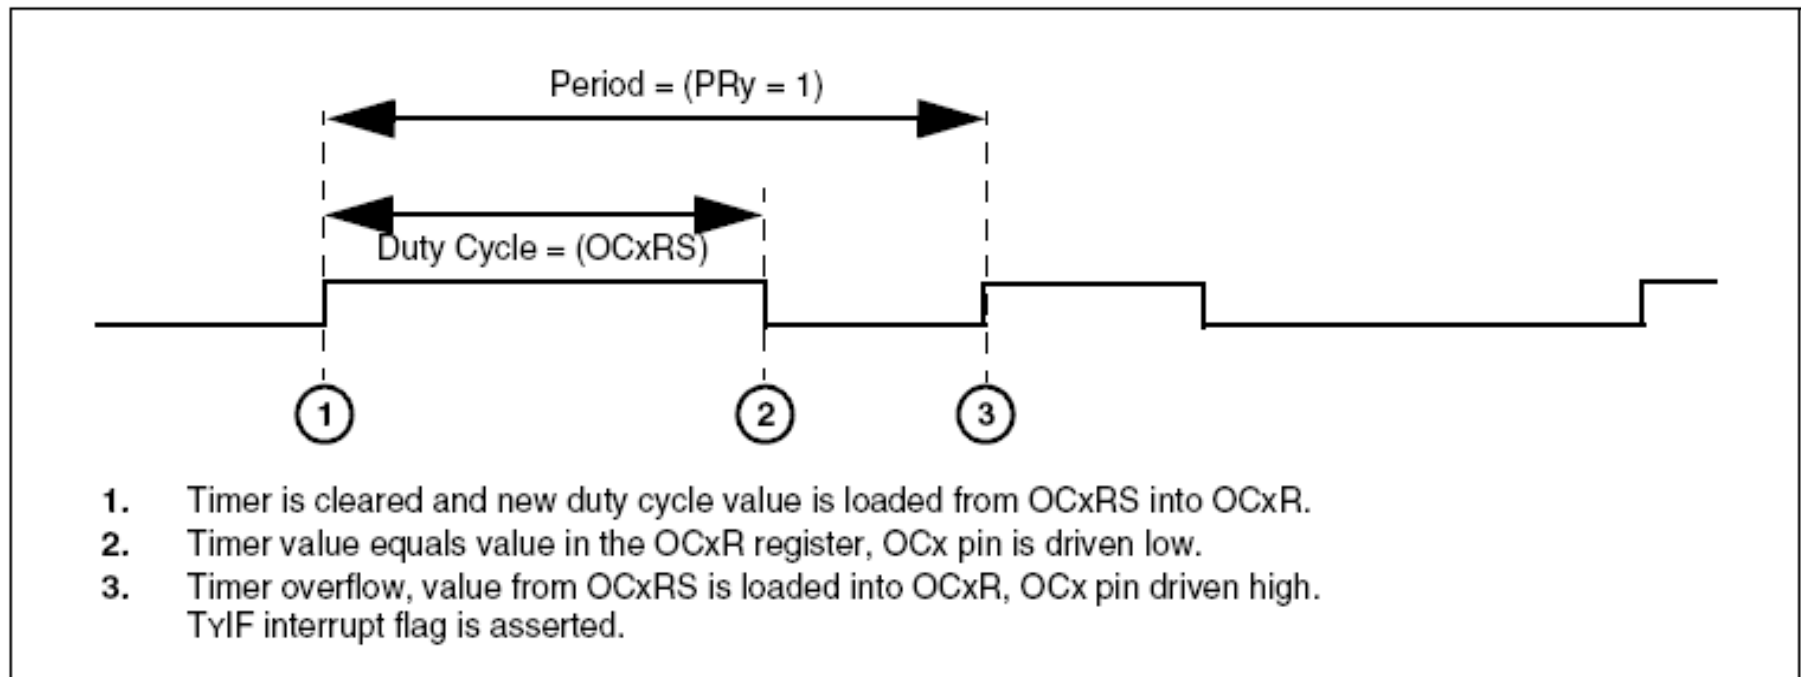 Period = (PRy = 1)
Duty Cycle = (OCxRS)
1
2
3
1. Timer is cleared and new duty cycle value is loaded from OCxRS into OCxR.
2. Timer value equals value in the OCxR register, OCx pin is driven low.
3. Timer overflow, value from OCxRS is loaded into OCxR, OCx pin driven high.
TYIF interrupt flag is asserted.